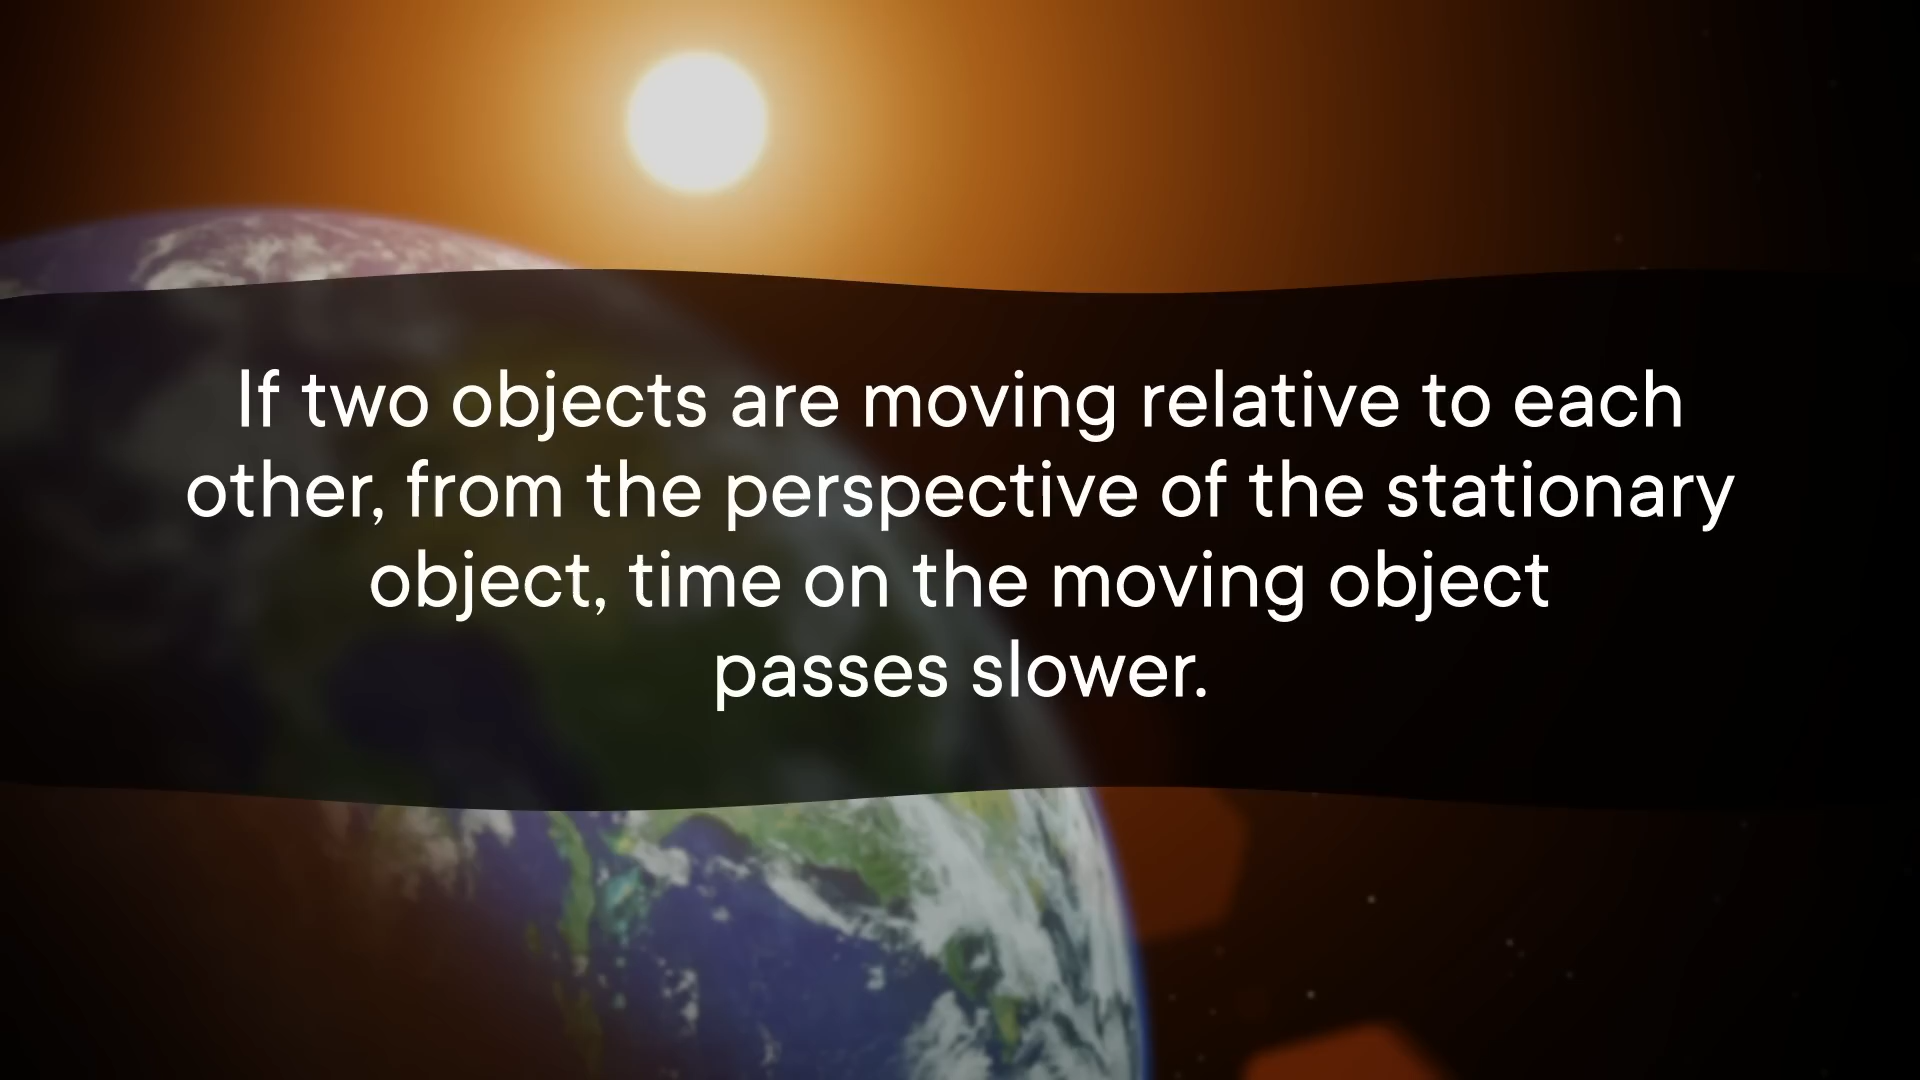 If two objects are moving relative to each
other, from the perspective of the stationary
object, time on the moving object
passes slower.